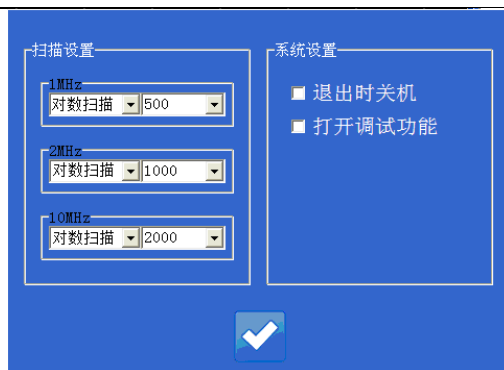 扫描设置
1MHz
对数扫描 500
2MHz
对数扫描 1000
10MHz
对数扫描 2000
系统设置
退出时关机
打开调试功能